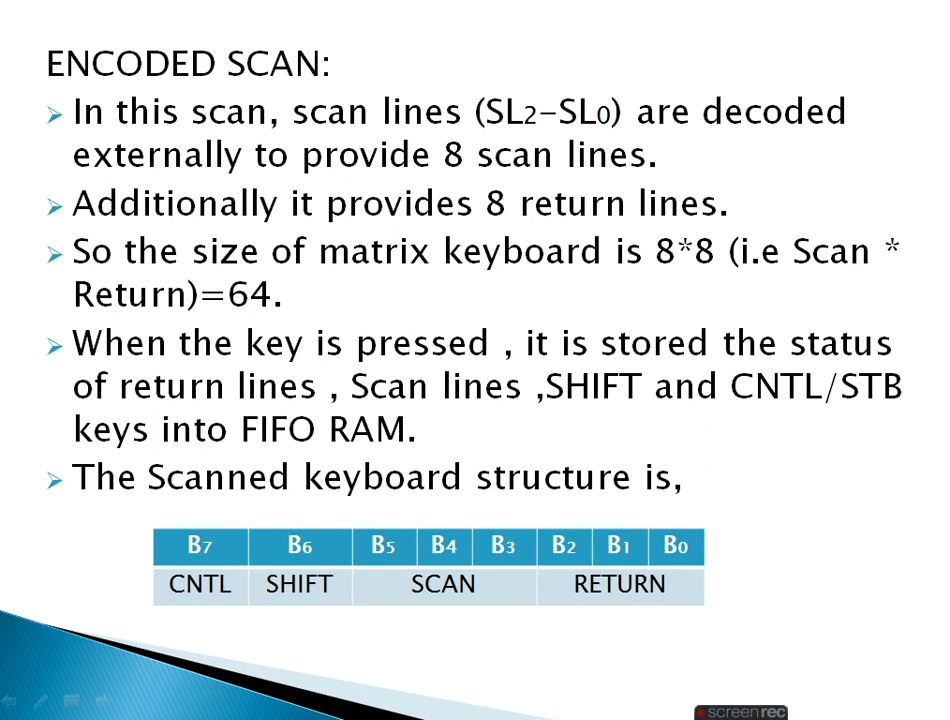 ENCODED SCAN:
In this scan, scan lines (SL2-SL0) are decoded
externally to provide 8 scan lines.
Additionally it provides 8 return lines.
So the size of matrix keyboard is 8*8 (i.e Scan *
Return)=64.
When the key is pressed , it is stored the status
of return lines , Scan lines ,SHIFT and CNTL/STB
keys into FIFO RAM.
The Scanned keyboard structure is,
B7 B6 B5 B4 B3 B2 B1 B0
CNTL SHIFT SCAN RETURN
screenrec